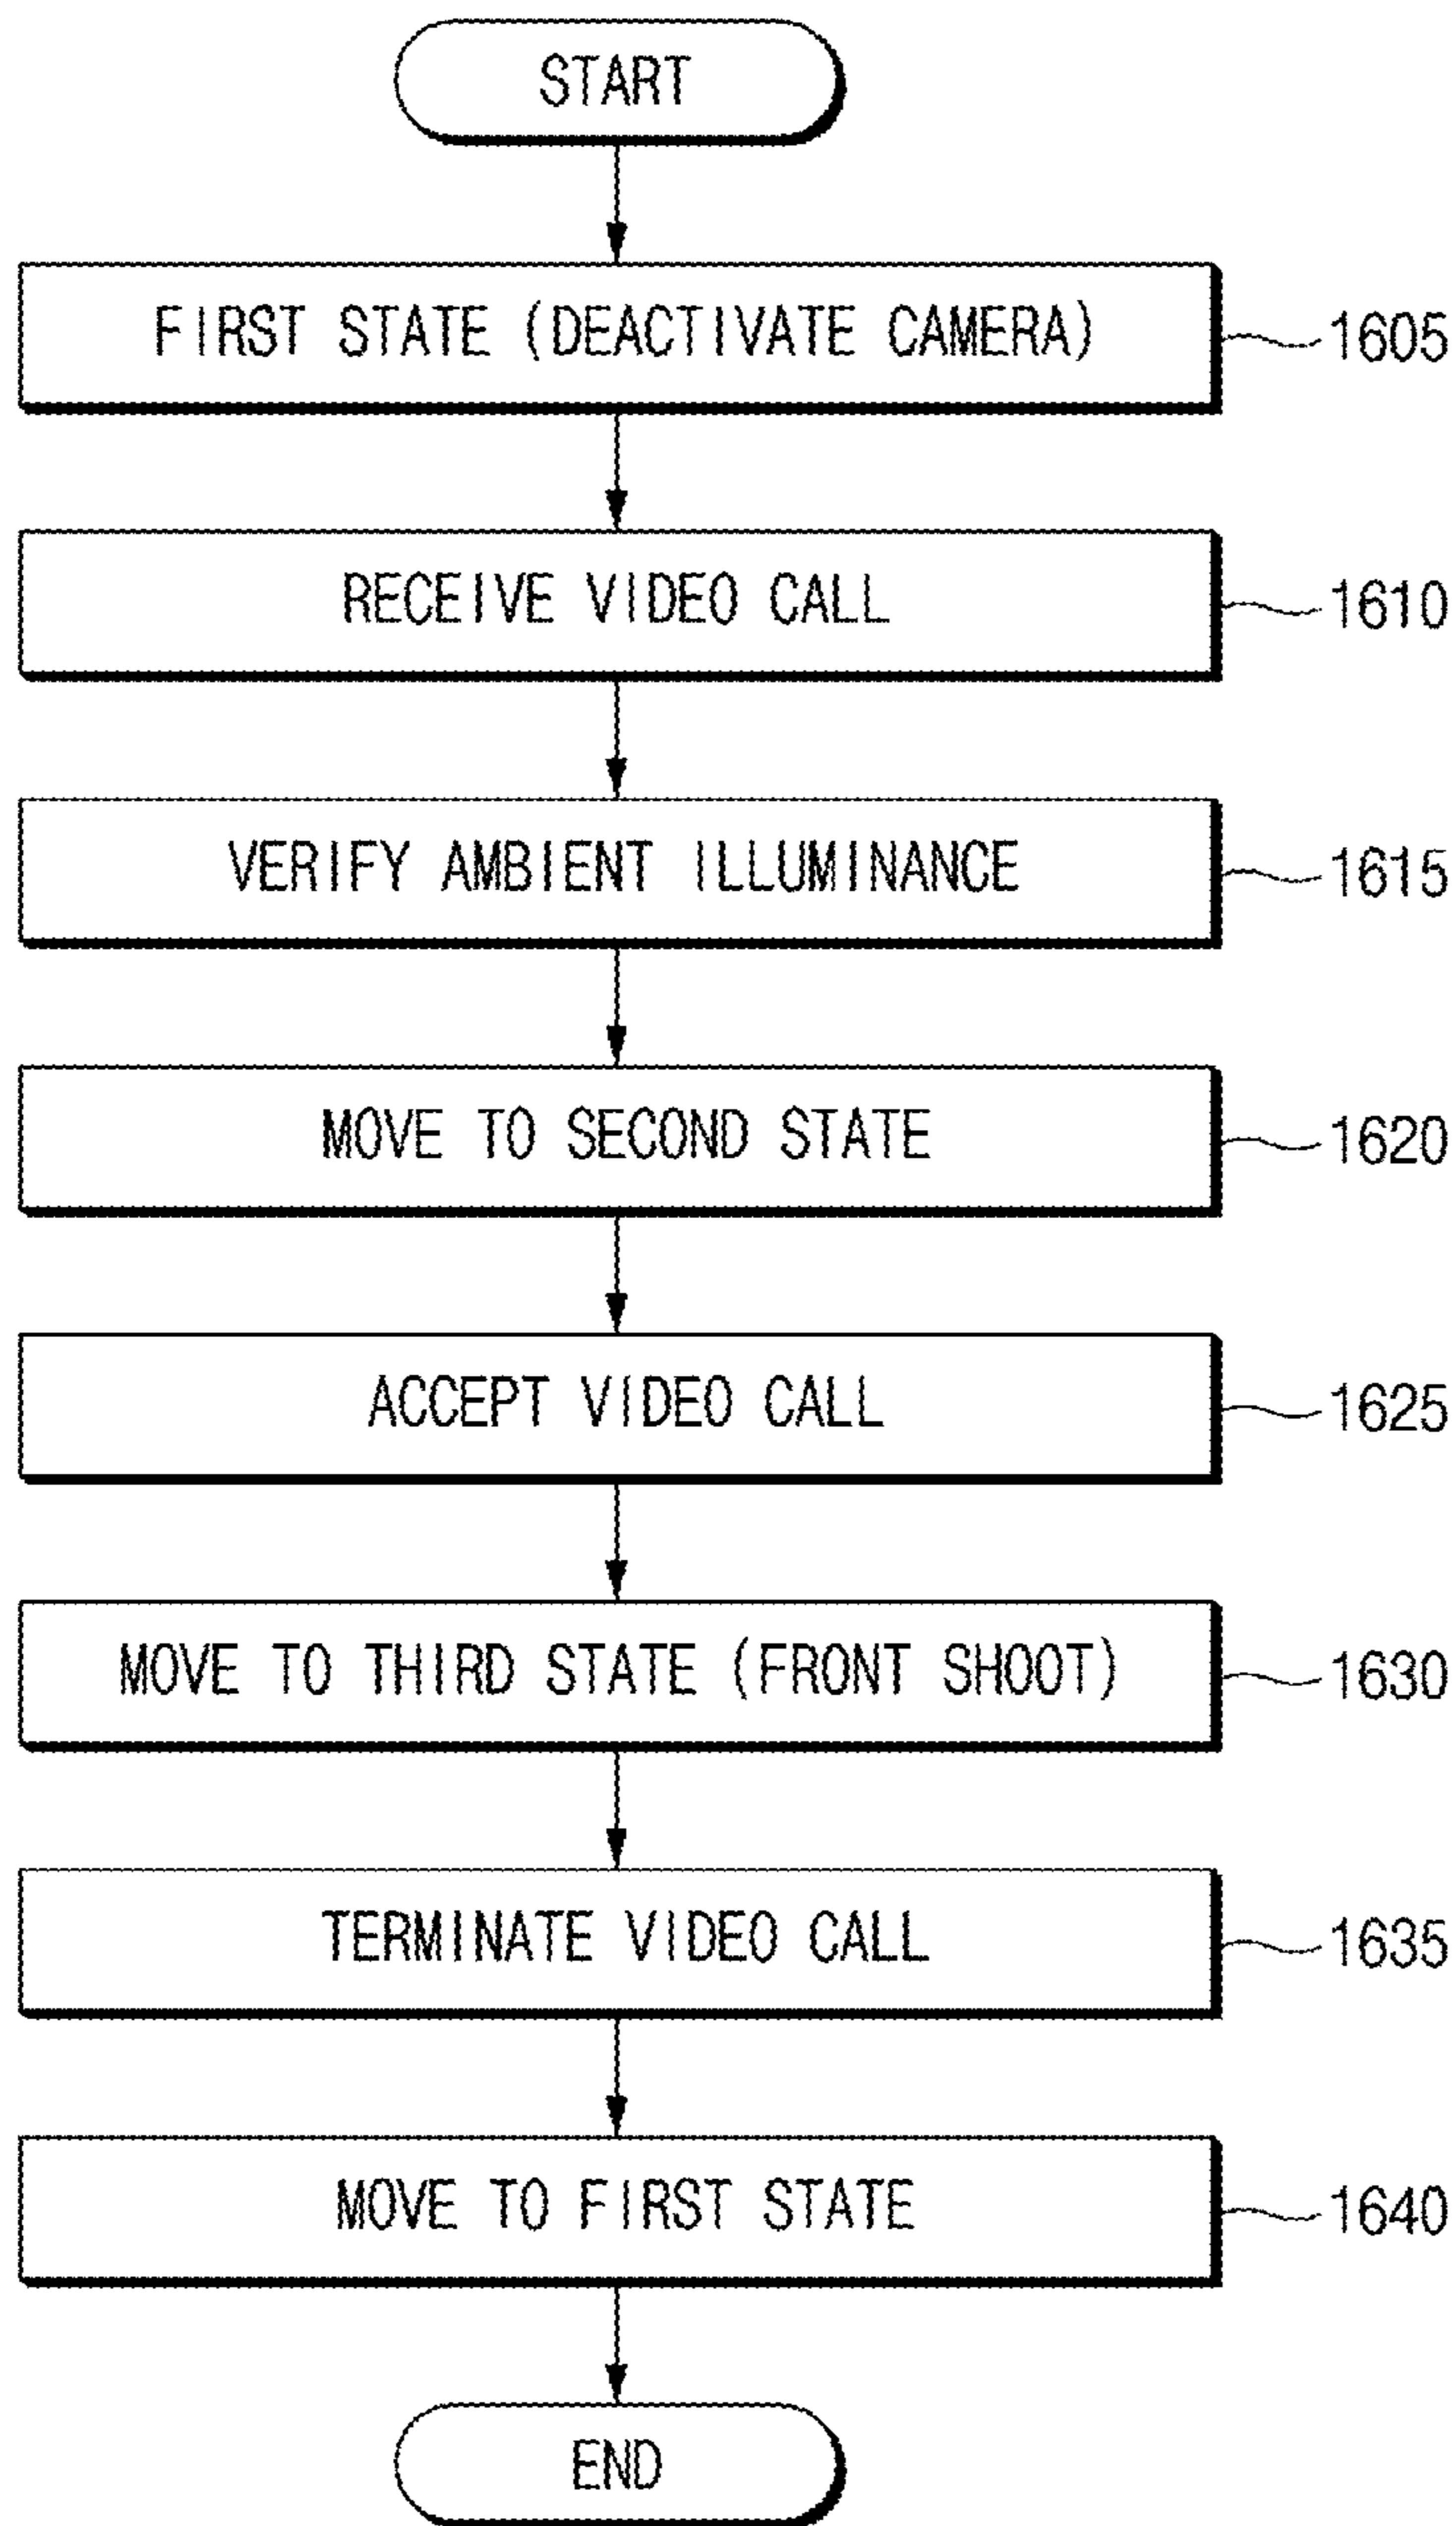 START
FIRST STATE (DEACTIVATE CAMERA)
1605
RECEIVE VIDEO CALL
1610
VERIFY AMBIENT ILLUMINANCE
1615
MOVE TO SECOND STATE
1620
ACCEPT VIDEO CALL
1625
MOVE TO THIRD STATE (FRONT SHOOT)
1630
TERMINATE VIDEO CALL
1635
MOVE TO FIRST STATE
1640
END